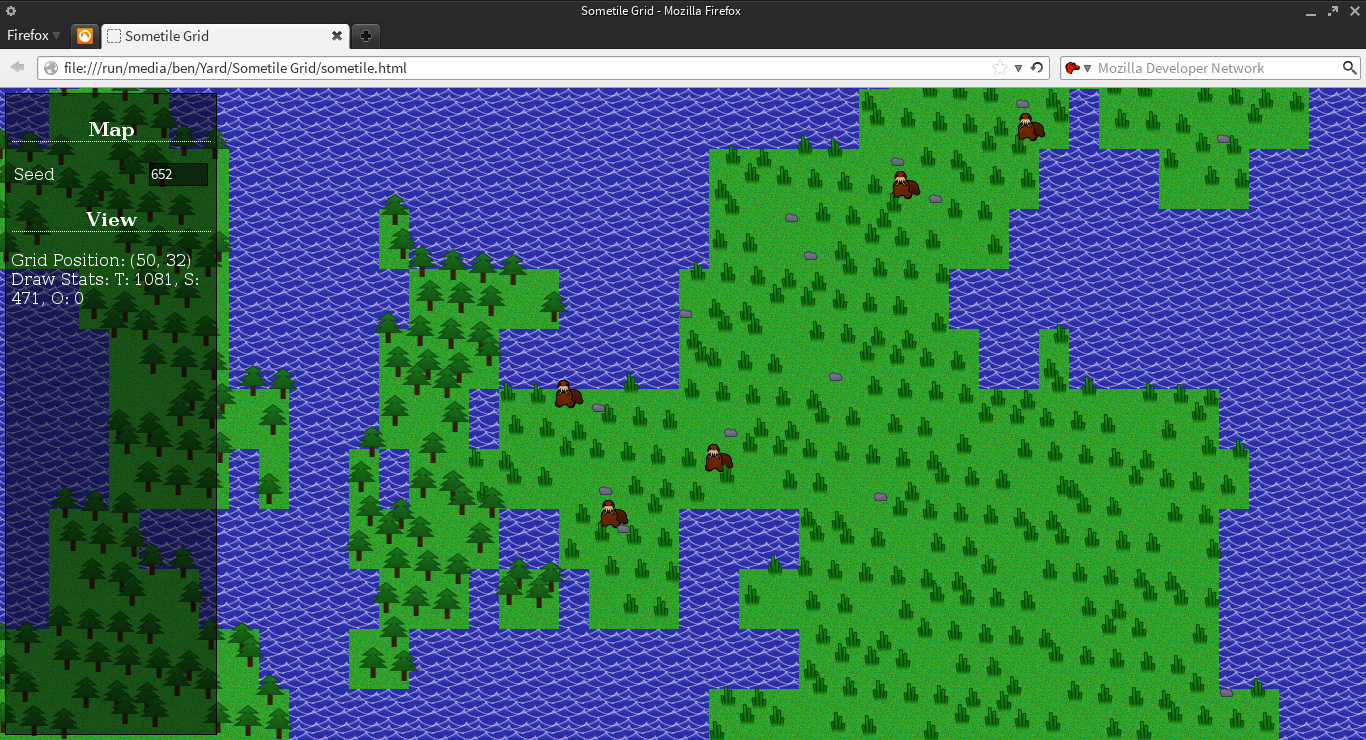 Sometile Grid - Mozilla Firefox
Firefox
Sometile Grid
file:///run/media/ben/Yard/Sometile Grid/sometile.html
Mozilla Developer Network
Map
Seed 652
View
Grid Position: (50, 32)
Draw Stats: T: 1081, S:
471, O: 0